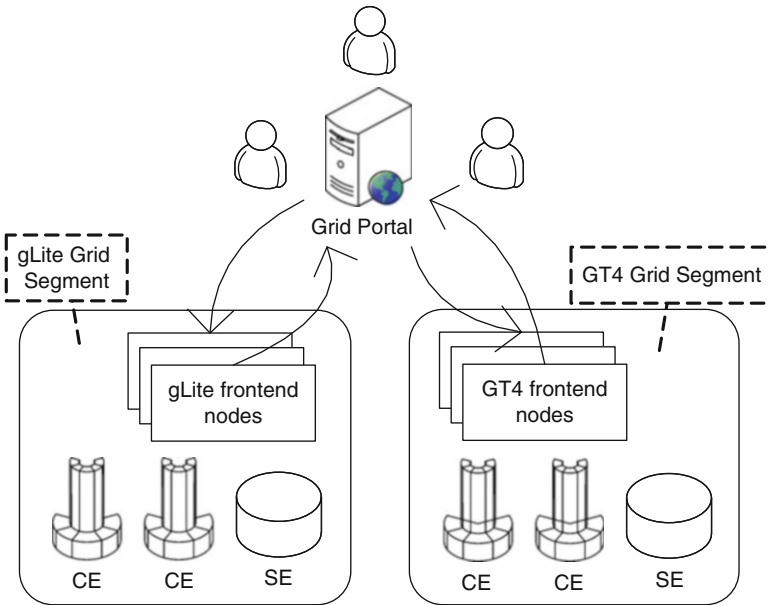 Grid Portal
gLite Grid
Segment
GT4 Grid Segment
gLite frontend
nodes
GT4 frontend
nodes
CE
CE
SE
CE
CE
SE